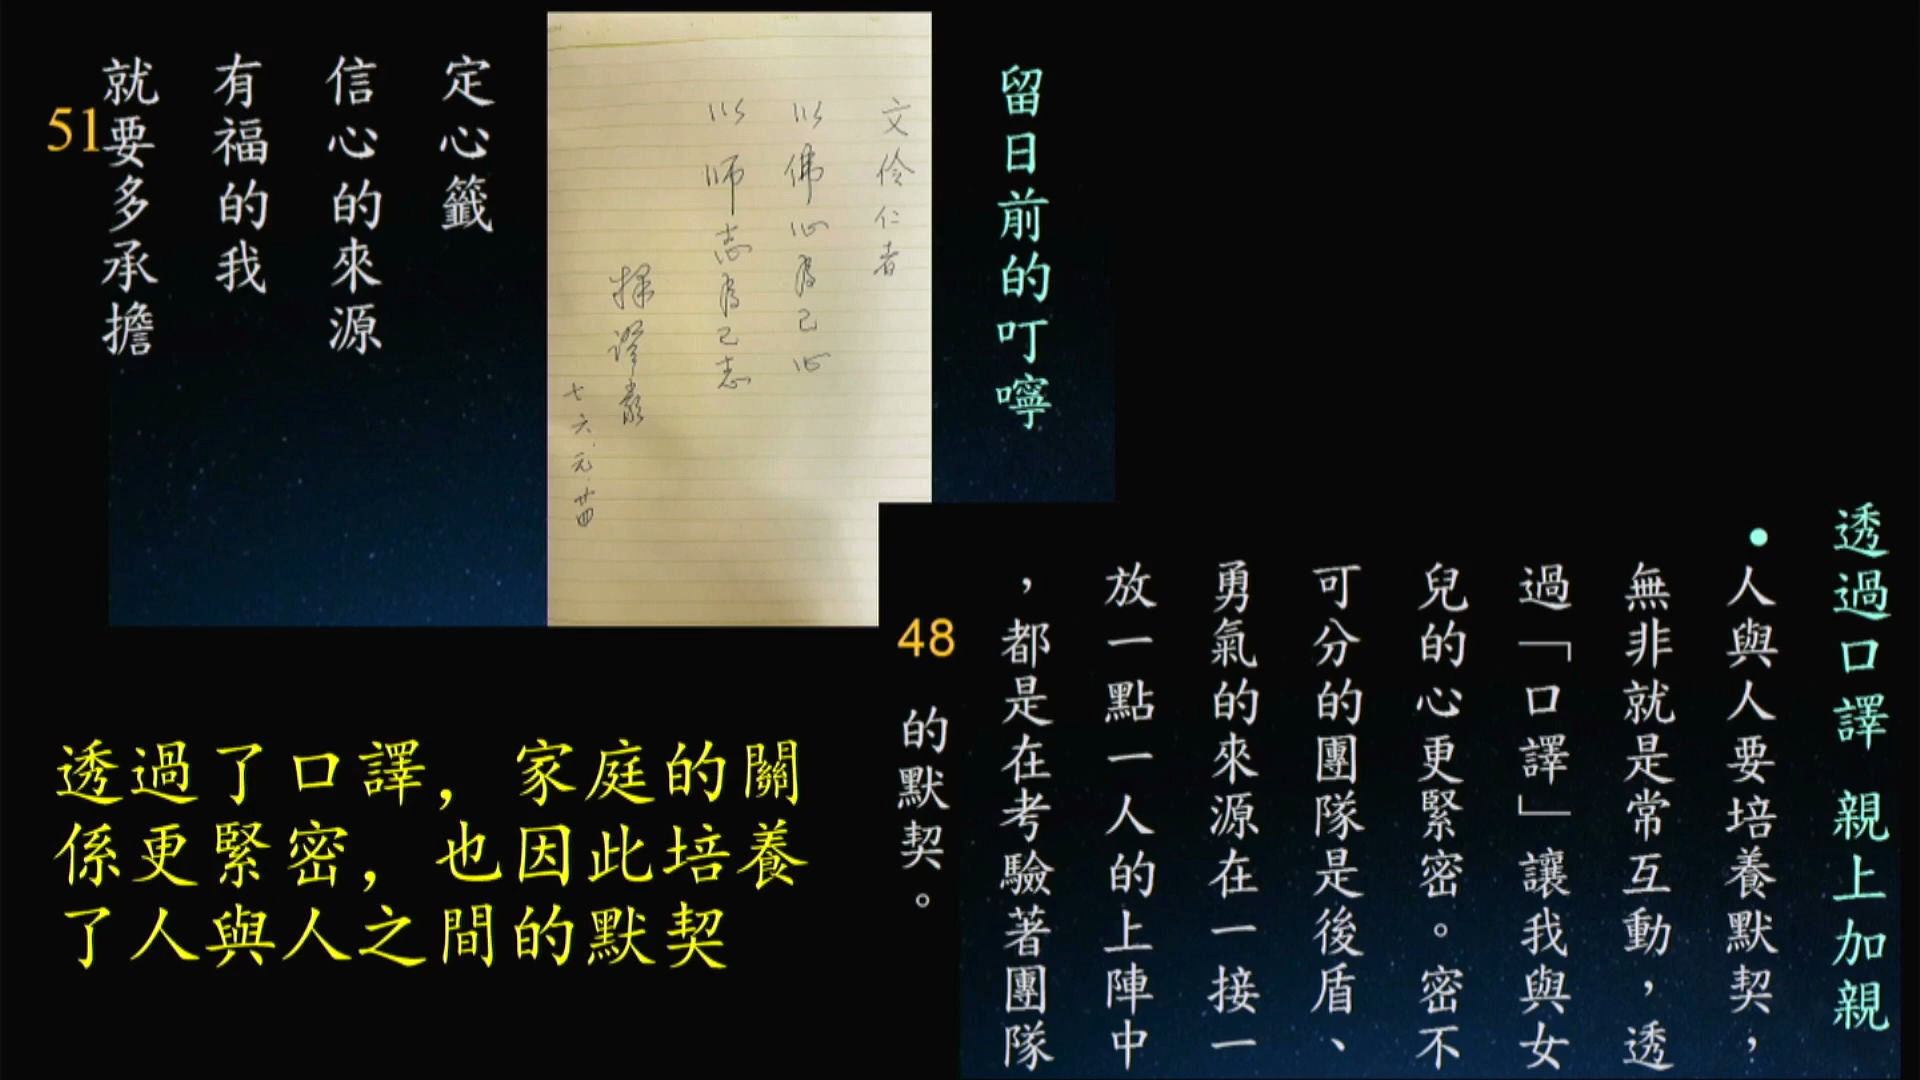 留日前的叮嚀
文伶仁者
以佛心為己心
以師志為己志
釋證嚴
七六.元.廿四
定心籤
信心的來源
有福的我
就要多承擔
51
透過口譯 親上加親
•人與人要培養默契，
無非就是常互動，透
過「口譯」讓我與女
兒的心更緊密。密不
可分的團隊是後盾、
勇氣的來源在一接一
放一點一人的上陣中
，都是在考驗著團隊
的默契。
48
透過了口譯，家庭的關
係更緊密，也因此培養
了人與人之間的默契